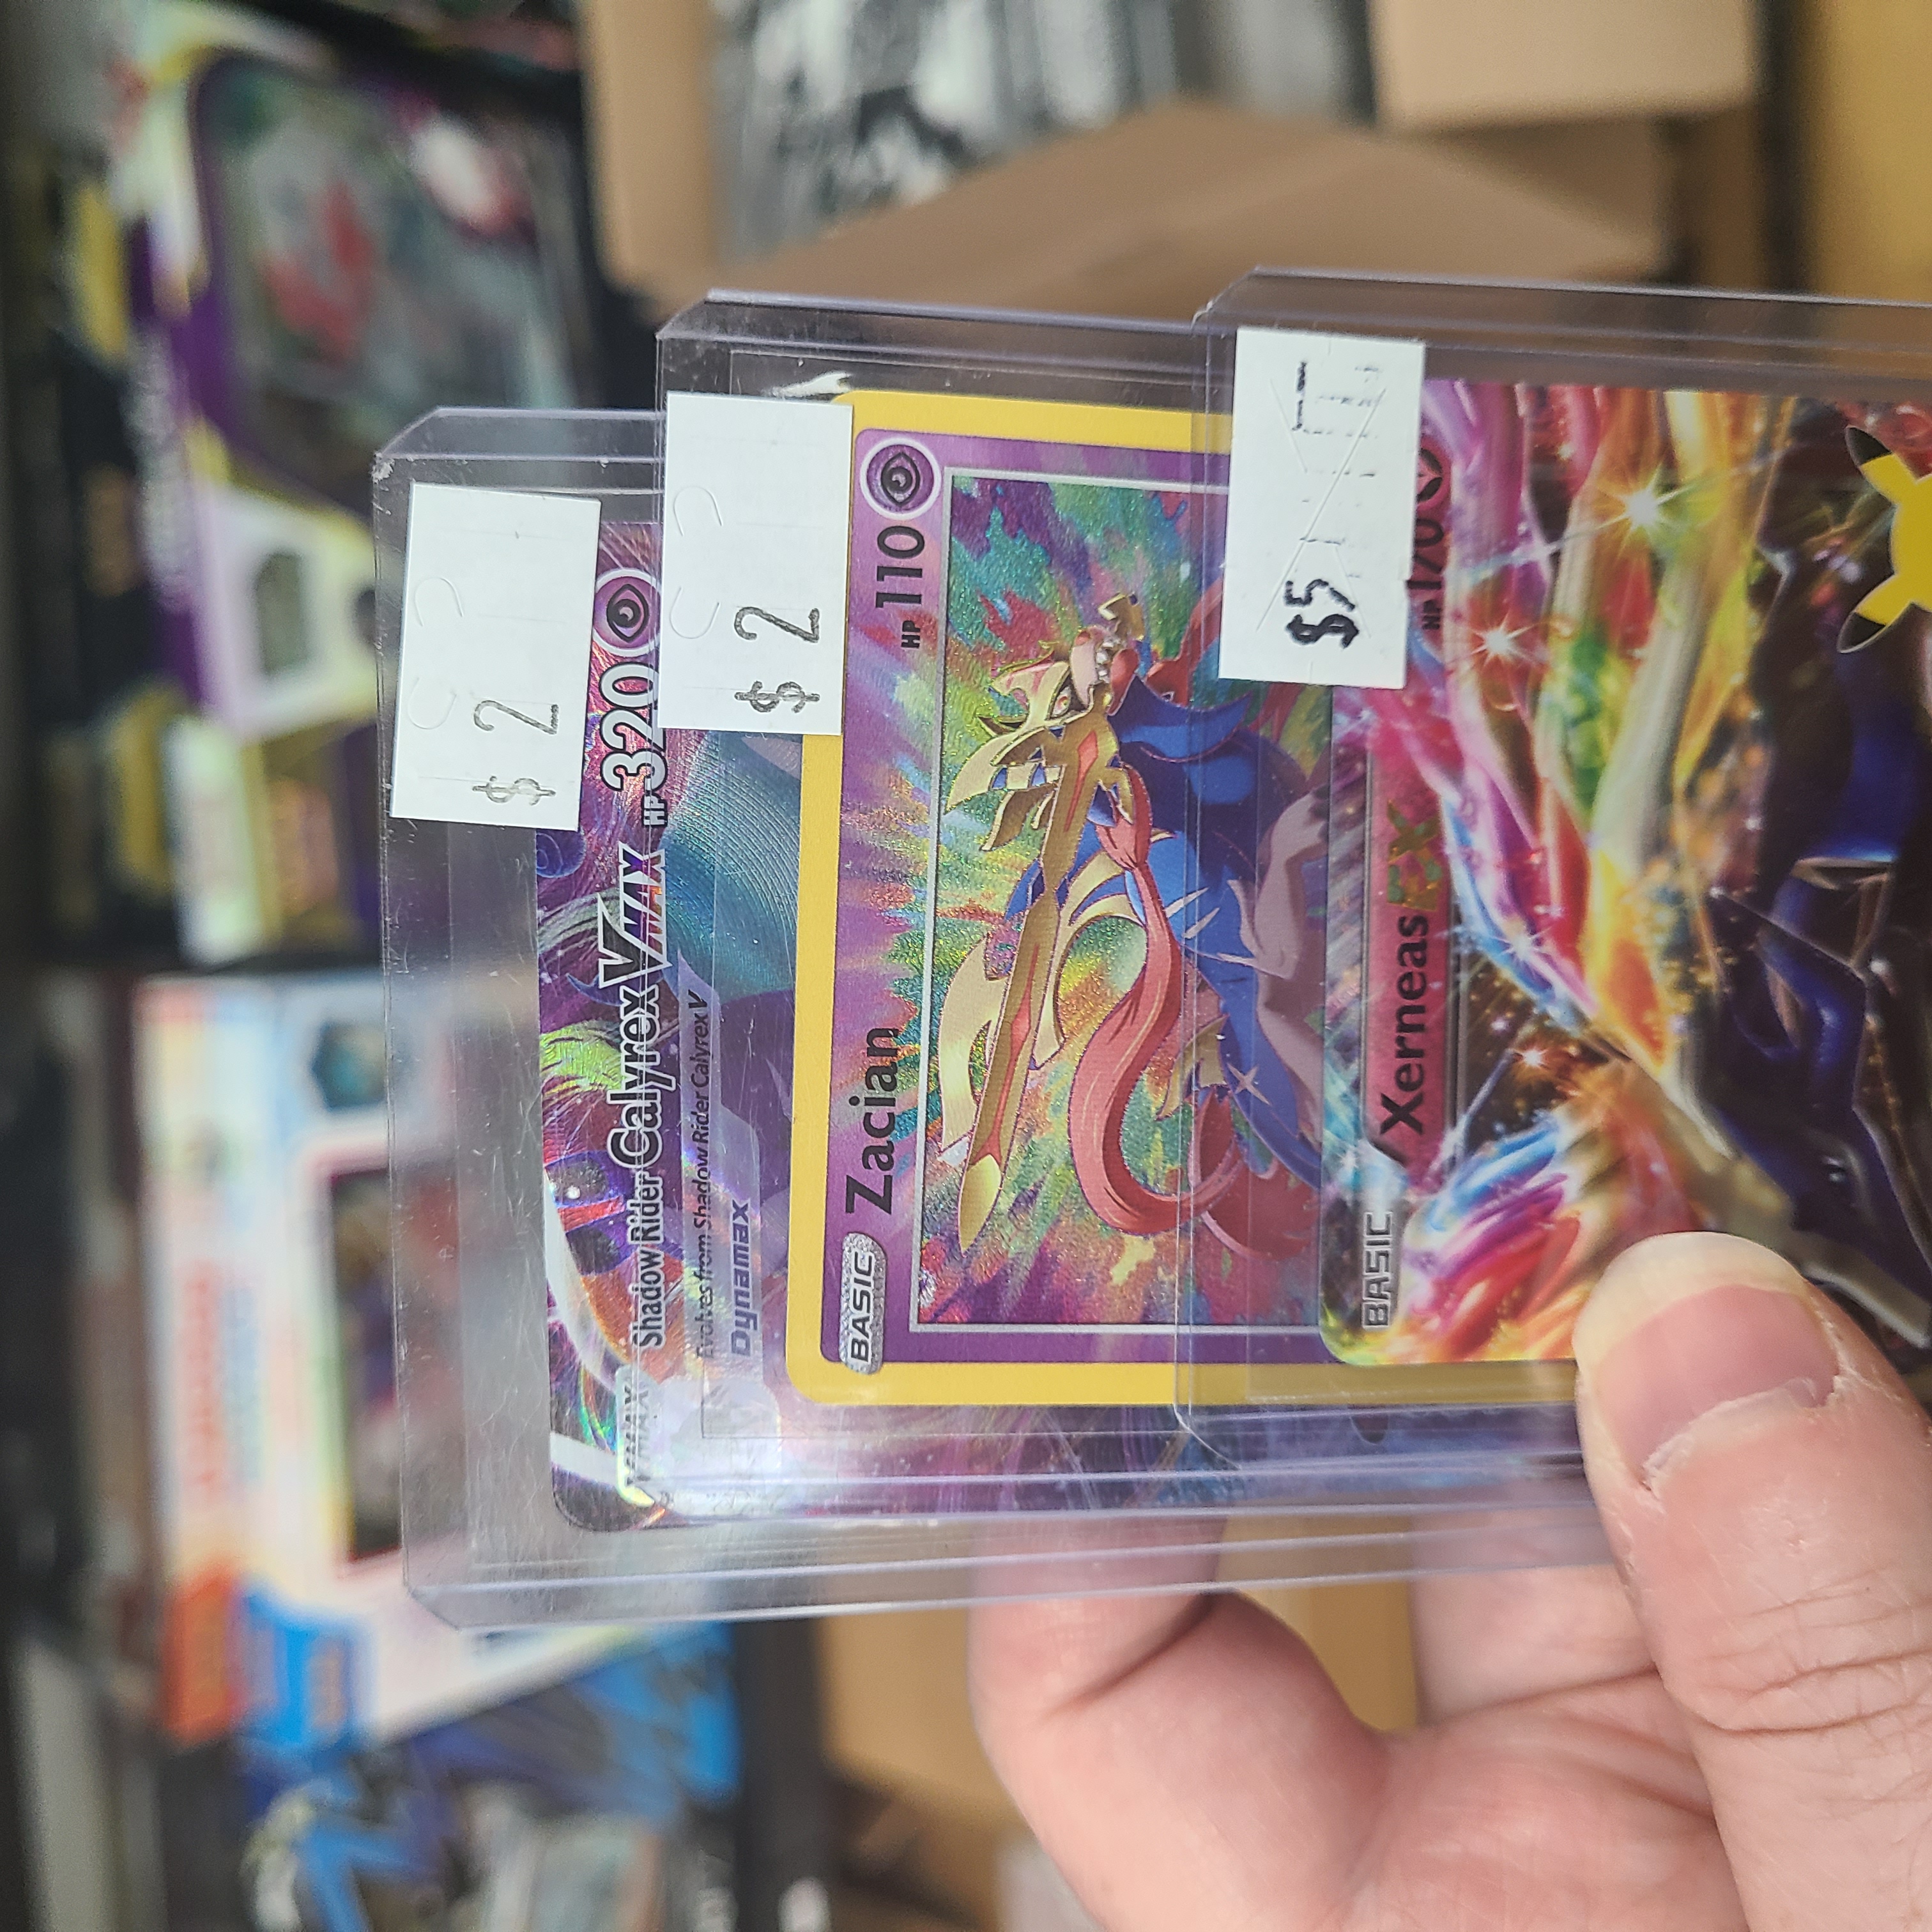 $2
VMAX Shadow Rider Calyrex VMAX HP 320
Evolves from Shadow Rider Calyrex V
Dynamax
$2
BASIC Zacian HP 110
$5
BASIC Xerneas EX HP 170